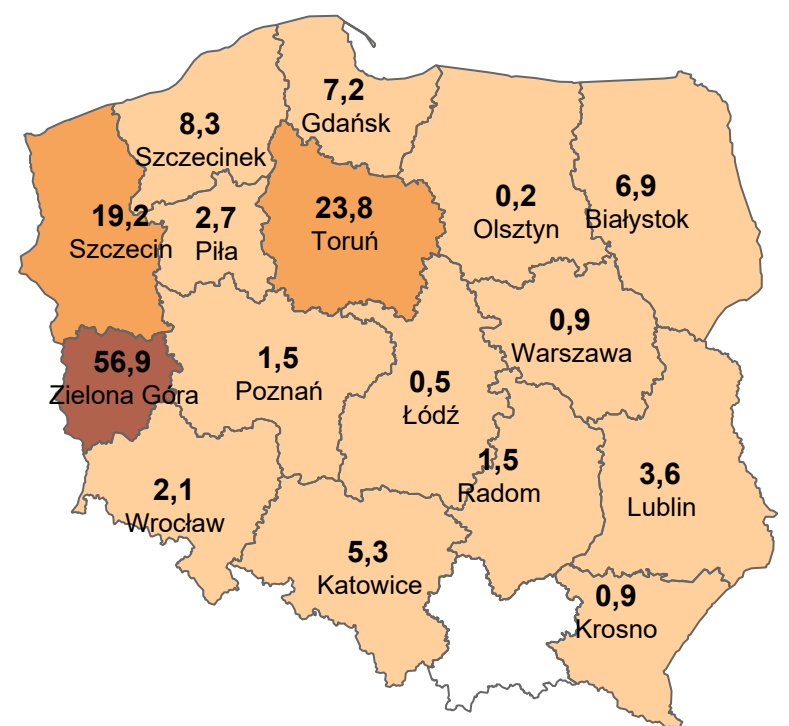 7,2
Gdańsk
8,3
Szczecinek
19,2
Szczecin
2,7
Piła
23,8
Toruń
0,2
Olsztyn
6,9
Białystok
56,9
Zielona Góra
1,5
Poznań
0,5
Łódź
0,9
Warszawa
2,1
Wrocław
1,5
Radom
3,6
Lublin
5,3
Katowice
0,9
Krosno